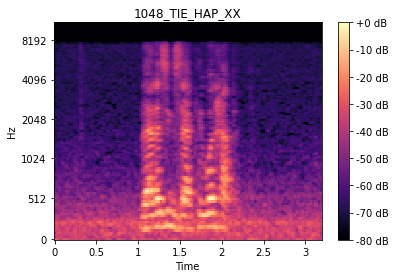 1048_TIE_HAP_XX
8192
4096
2048
1024
512
0
Hz
0
0.5
1
1.5
2
2.5
3
Time
+0 dB
-10 dB
-20 dB
-30 dB
-40 dB
-50 dB
-60 dB
-70 dB
-80 dB